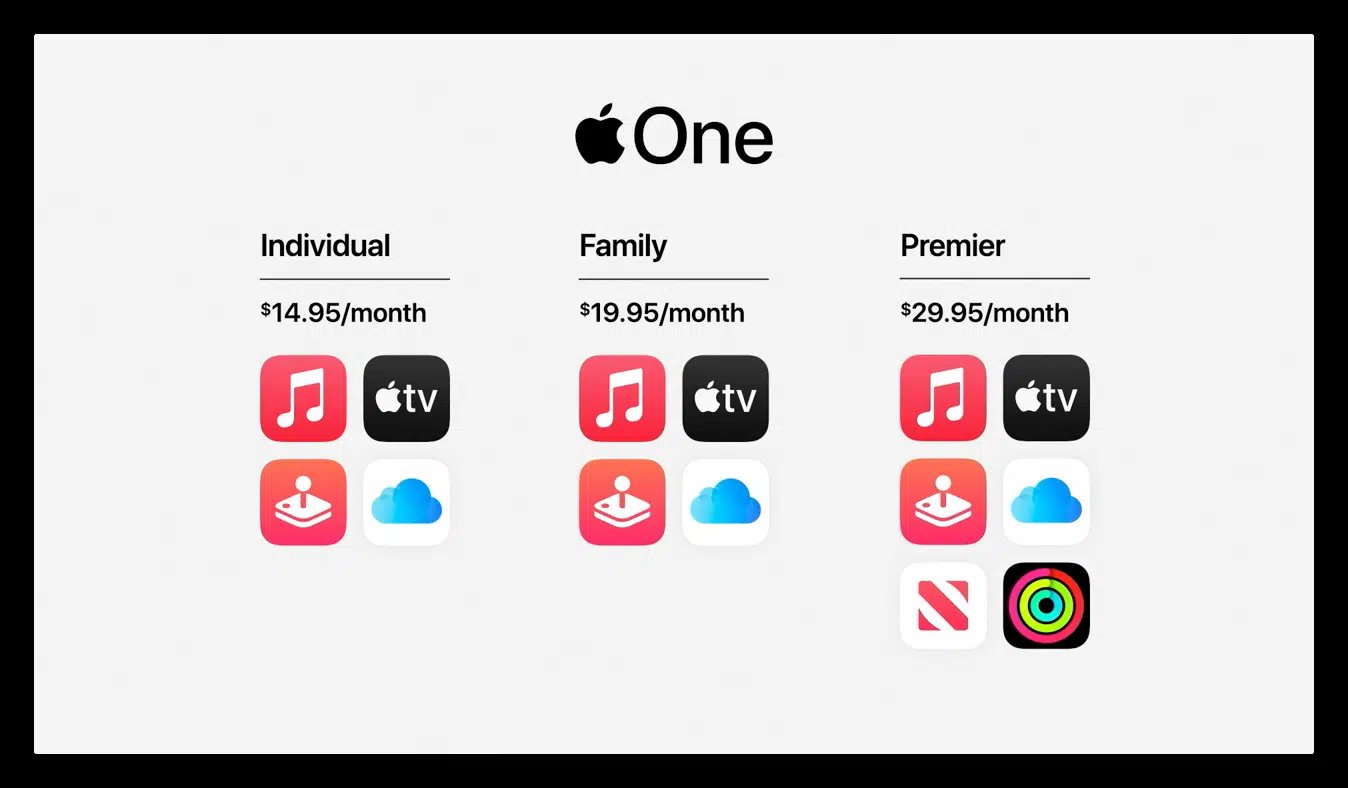 One
Individual
$14.95/month
tv
Family
$19.95/month
tv
Premier
$29.95/month
tv